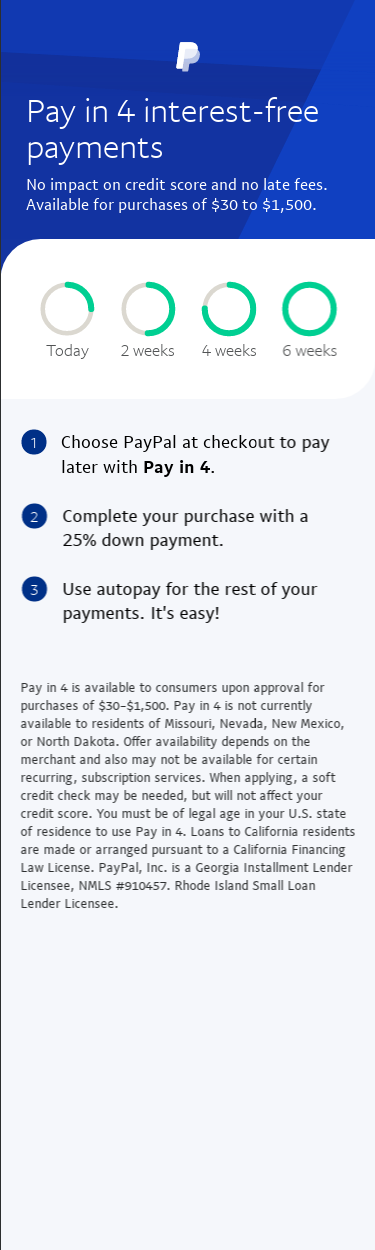 Pay in 4 interest-free
payments
No impact on credit score and no late fees.
Available for purchases of $30 to $1,500.
Today
2 weeks
4 weeks
6 weeks
1
Choose PayPal at checkout to pay
later with Pay in 4.
2
Complete your purchase with a
25% down payment.
3
Use autopay for the rest of your
payments. It's easy!
Pay in 4 is available to consumers upon approval for
purchases of $30–$1,500. Pay in 4 is not currently
available to residents of Missouri, Nevada, New Mexico,
or North Dakota. Offer availability depends on the
merchant and also may not be available for certain
recurring, subscription services. When applying, a soft
credit check may be needed, but will not affect your
credit score. You must be of legal age in your U.S. state
of residence to use Pay in 4. Loans to California residents
are made or arranged pursuant to a California Financing
Law License. PayPal, Inc. is a Georgia Installment Lender
Licensee, NMLS #910457. Rhode Island Small Loan
Lender Licensee.